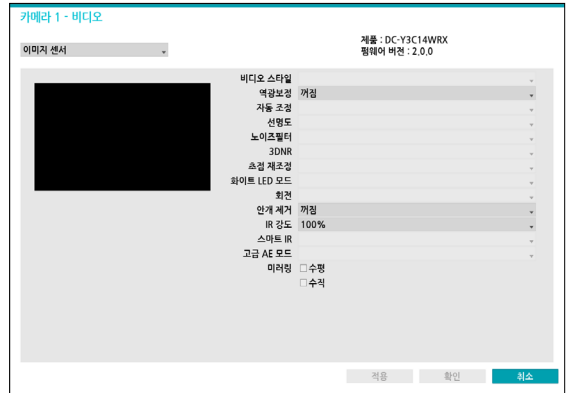 카메라 1 - 비디오
이미지 센서
제품 : DC-Y3C14WRX
펌웨어 버전 : 2.0.0
비디오 스타일
역광보정 꺼짐
자동 조정
선명도
노이즈필터
3DNR
초점 재조정
화이트 LED 모드
회전
안개 제거 꺼짐
IR 강도 100%
스마트 IR
고급 AE 모드
미러링 수평
수직
적용 확인 취소